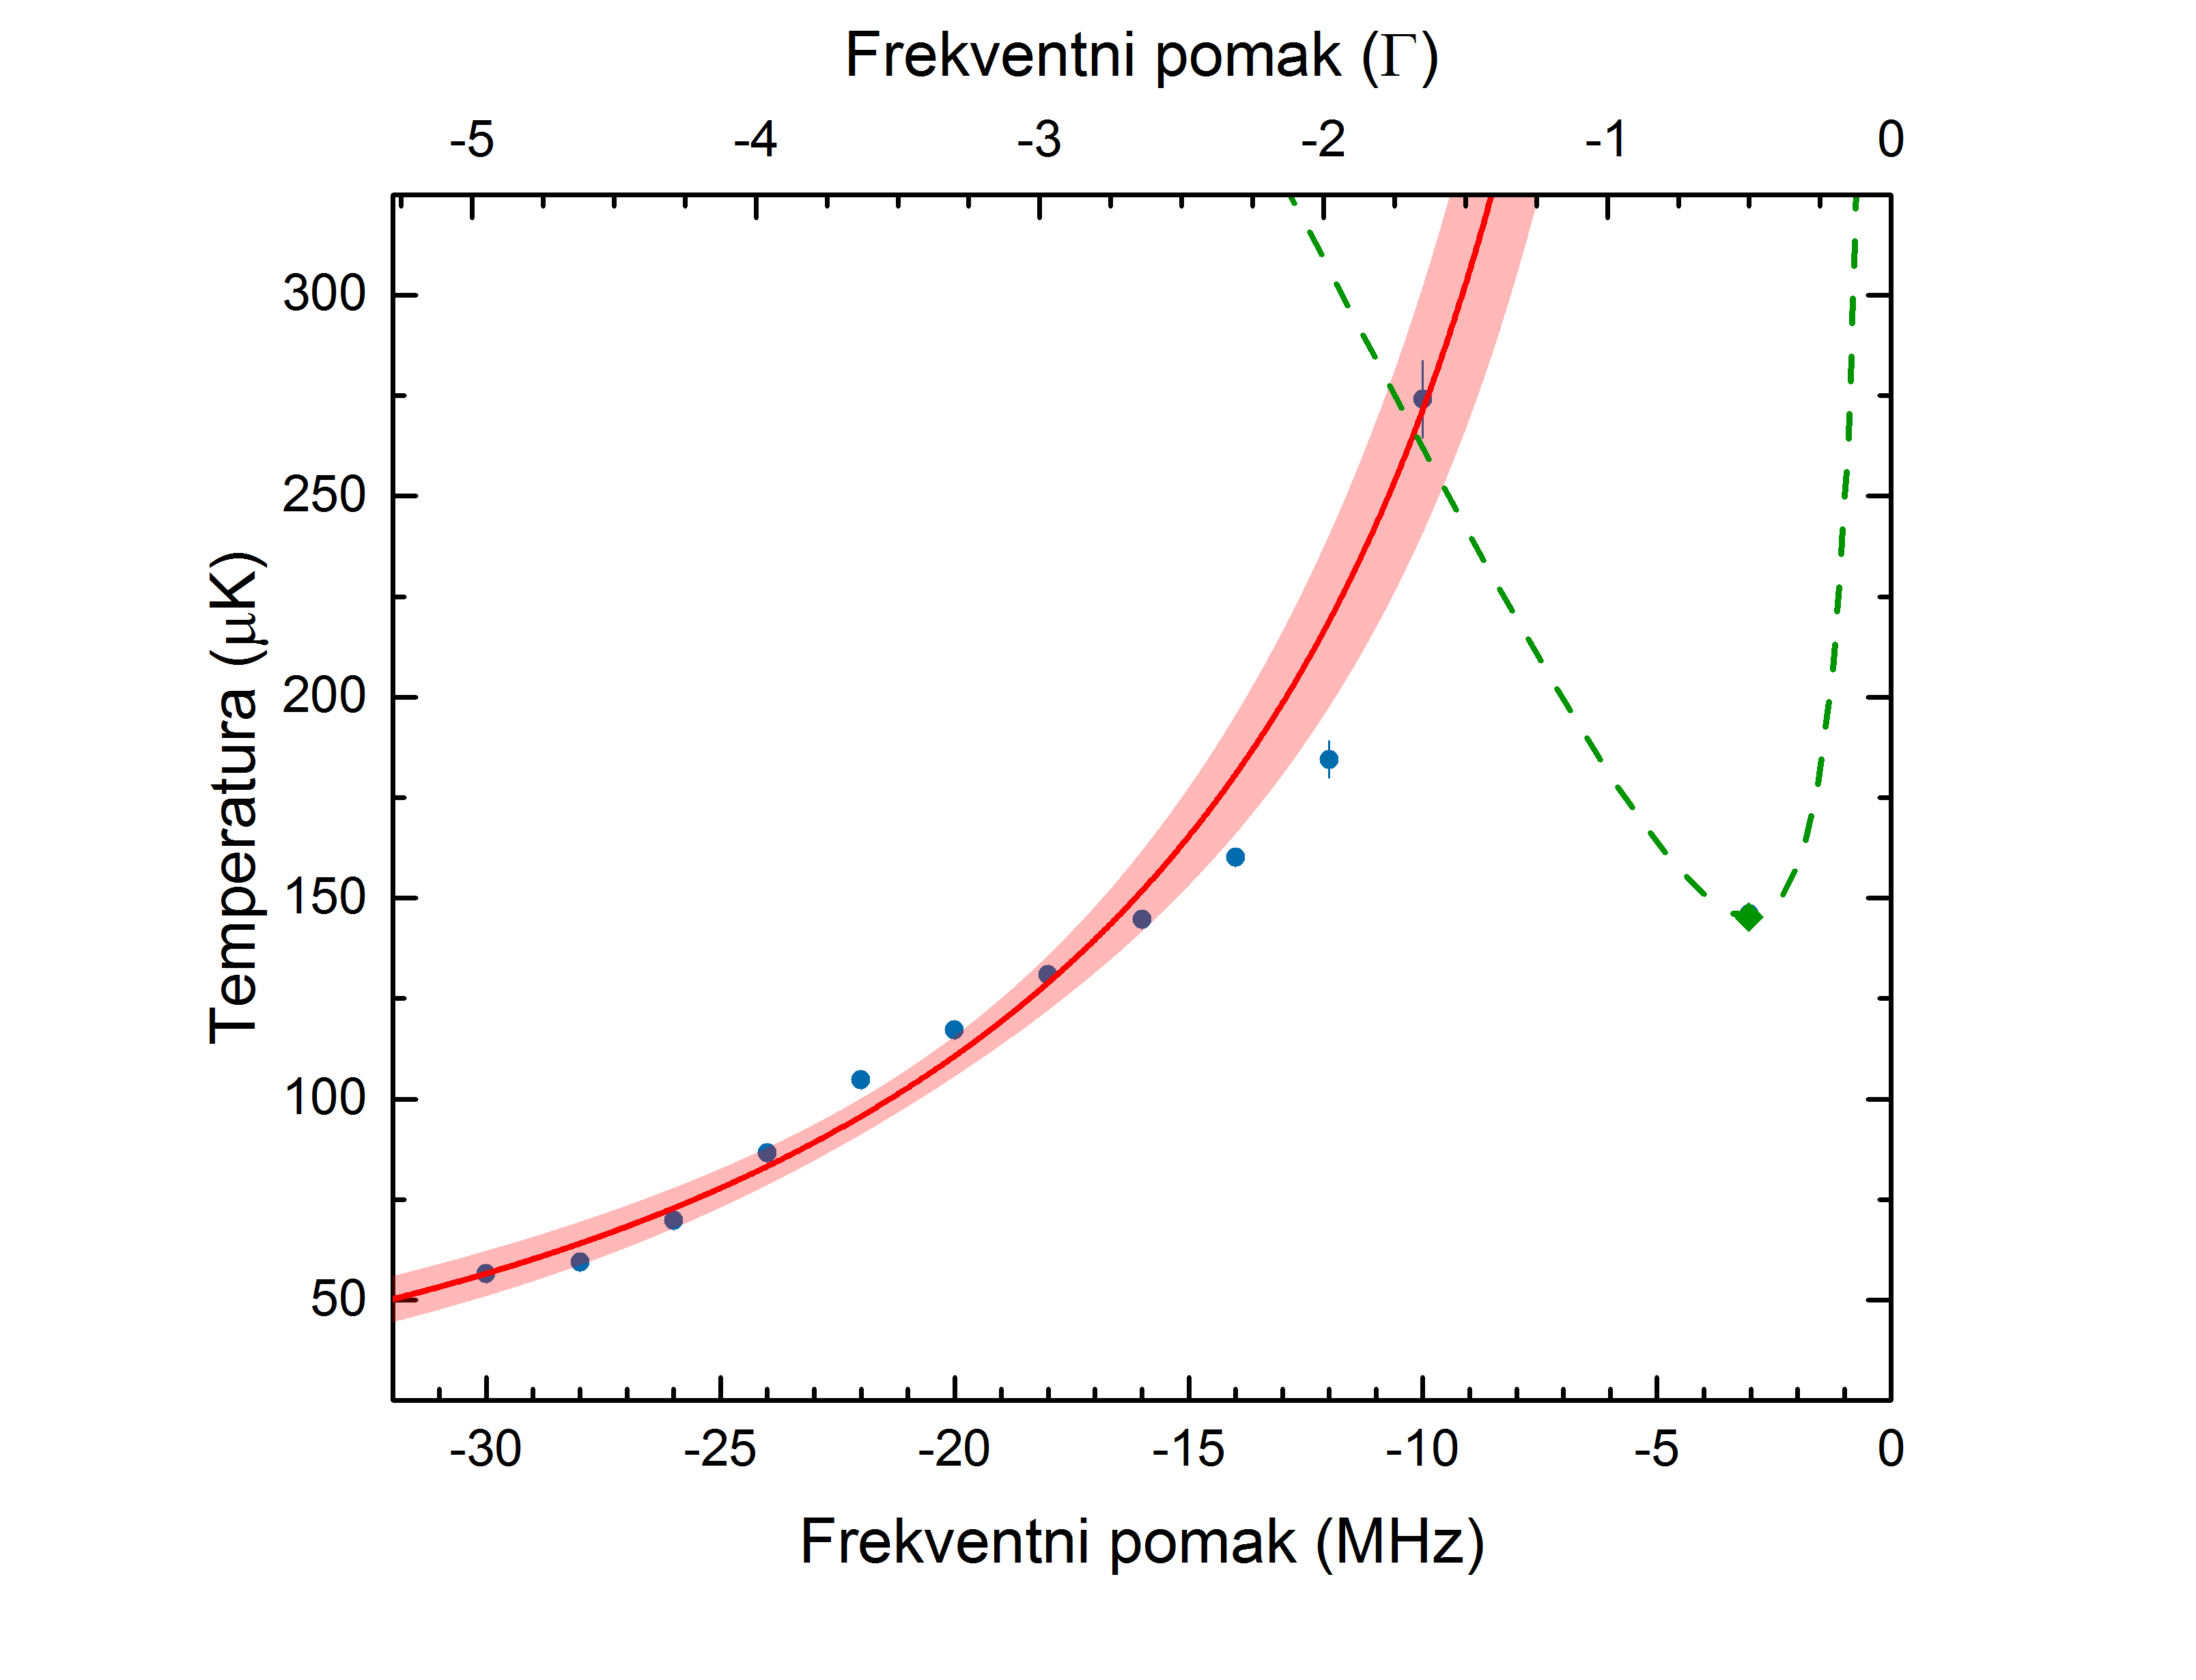 Frekventni pomak (Γ)
-5 -4 -3 -2 -1 0
300
250
200
150
100
50
Temperatura (μK)
-30 -25 -20 -15 -10 -5 0
Frekventni pomak (MHz)